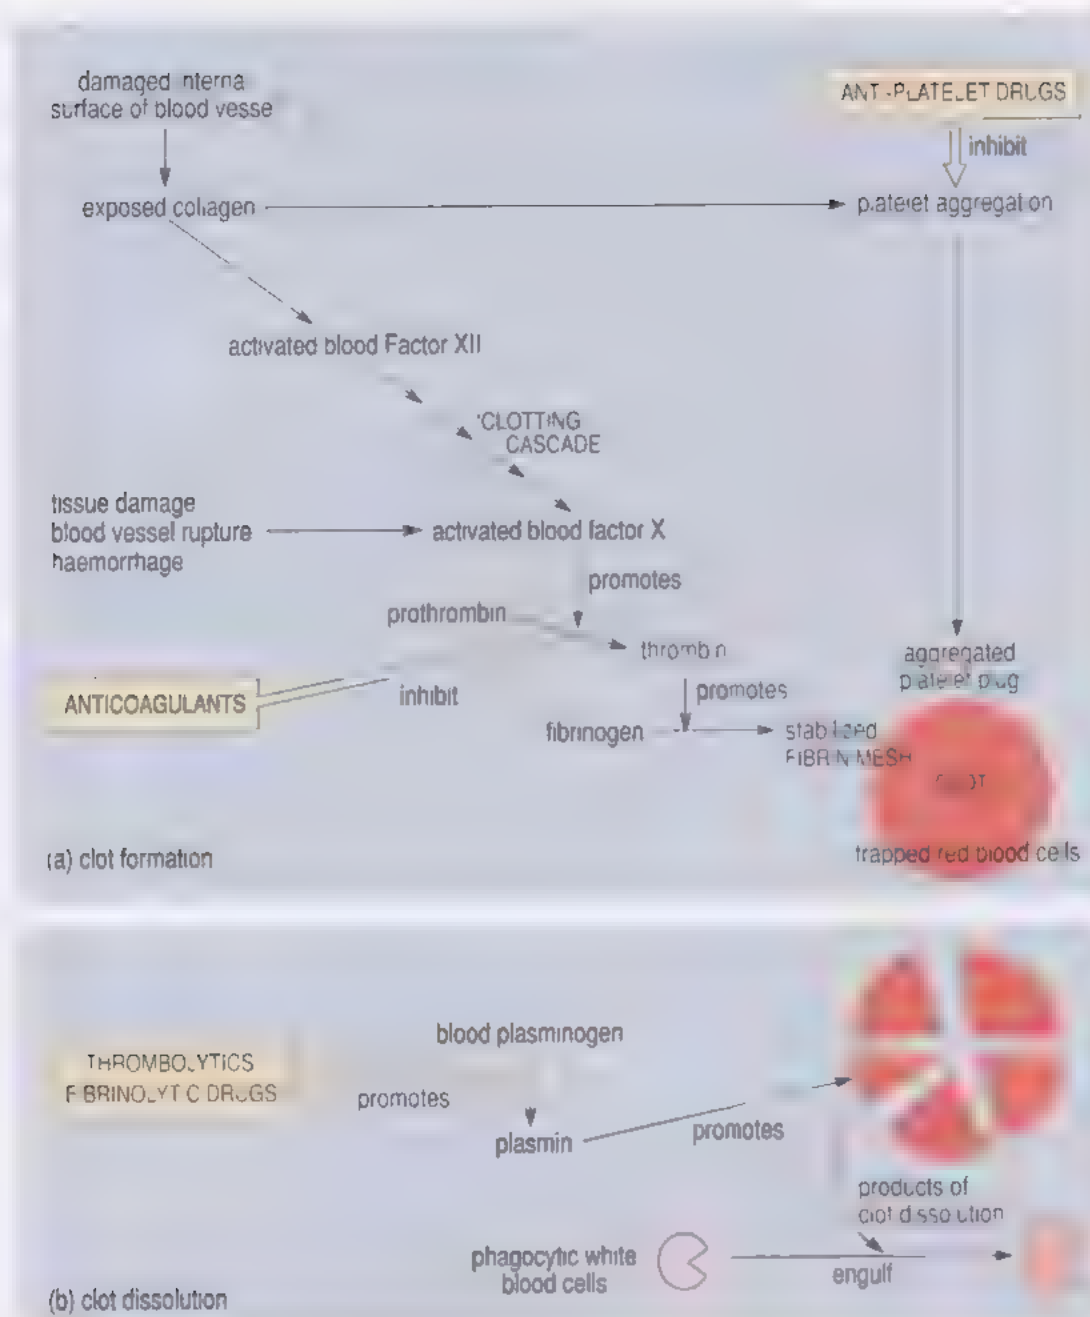 damaged interna
surface of blood vesse
ANT -PLATELET DRUGS
inhibit
exposed collagen
platelet aggregation
activated blood Factor XII
'CLOTTING
CASCADE
tissue damage
blood vessel rupture
haemorrhage
activated blood factor X
promotes
prothrombin
thrombin
aggregated
platelet plug
ANTICOAGULANTS
inhibit
promotes
fibrinogen
stabilized
FIBRIN MESH
CLOT
trapped red blood cells
(a) clot formation
blood plasminogen
THROMBOLYTICS
FIBRINOLYTIC DRUGS
promotes
plasmin
promotes
products of
clot dissolution
phagocytic white
blood cells
engulf
(b) clot dissolution